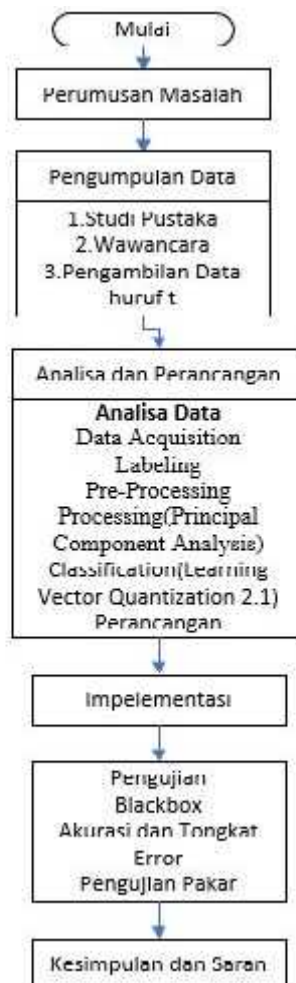 Mulai
Perumusan Masalah
Pengumpulan Data
1.Studi Pustaka
2.Wawancara
3.Pengambilan Data
huruf t
Analisa dan Perancangan
Analisa Data
Data Acquisition
Labeling
Pre-Processing
Processing(Principal
Component Analysis)
Classification(Learning
Vector Quantization 2.1)
Perancangan
Impelementasi
Pengujian
Blackbox
Akurasi dan Tongkat
Error
Pengujian Pakar
Kesimpulan dan Saran